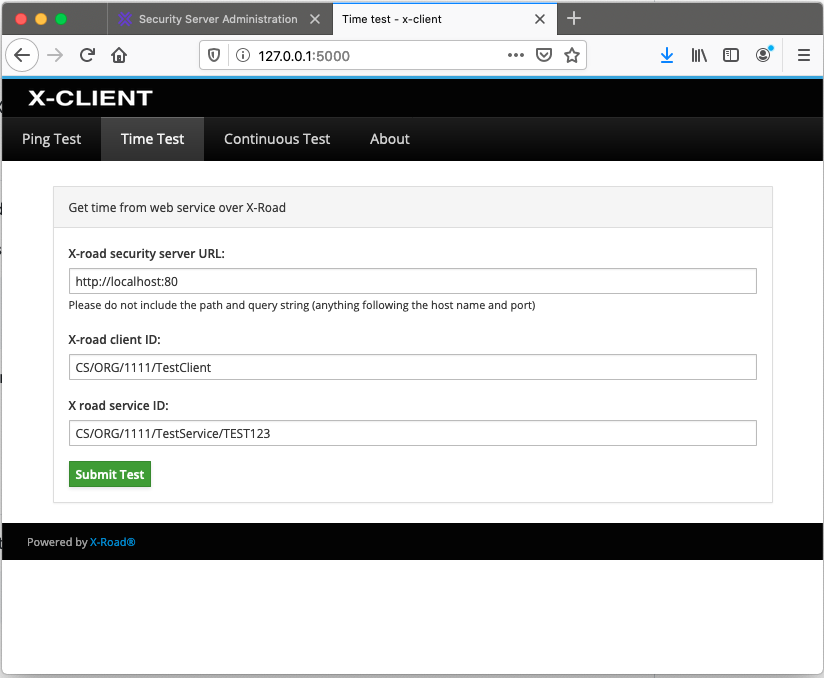 Security Server Administration
Time test - x-client
127.0.0.1:5000
X-CLIENT
Ping Test
Time Test
Continuous Test
About
Get time from web service over X-Road
X-road security server URL:
http://localhost:80
Please do not include the path and query string (anything following the host name and port)
X-road client ID:
CS/ORG/1111/TestClient
X road service ID:
CS/ORG/1111/TestService/TEST123
Submit Test
Powered by X-Road®